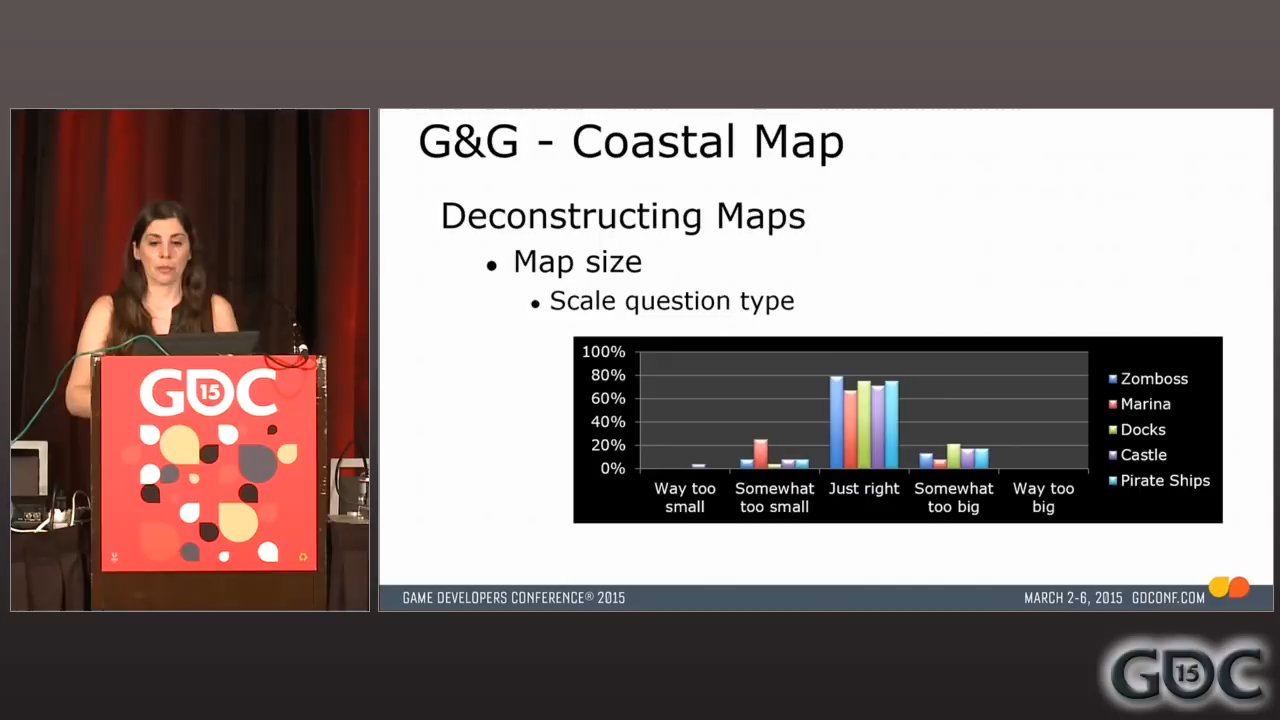 G&G - Coastal Map
Deconstructing Maps
• Map size
• Scale question type
100%
80%
60%
40%
20%
0%
Way too small
Somewhat too small
Just right
Somewhat too big
Way too big
Zomboss
Marina
Docks
Castle
Pirate Ships
GAME DEVELOPERS CONFERENCE® 2015
MARCH 2-6, 2015 GDCONF.COM
GDC 15
GDC 15